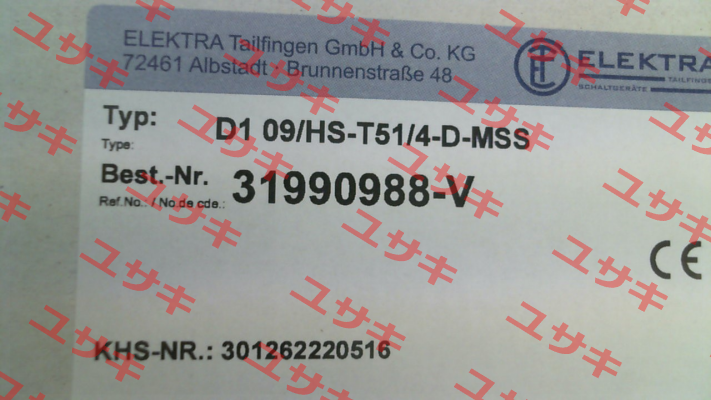 ELEKTRA Tailfingen GmbH & Co. KG
72461 Albstadt · Brunnenstraße 48
ELEKTRA
TAILFINGE
SCHALTGERÄTE
Typ: D1 09/HS-T51/4-D-MSS
Type:
Best.-Nr. 31990988-V
Ref.No.: / No.de cde.:
CE
KHS-NR.: 301262220516
ユサキ